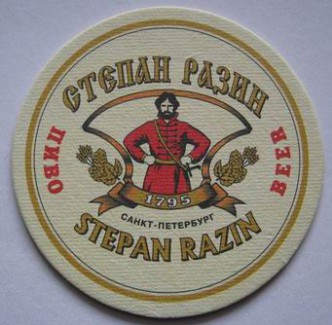 СТЕПАН РАЗИН
ПИВО
BEER
1795
САНКТ-ПЕТЕРБУРГ
STEPAN RAZIN